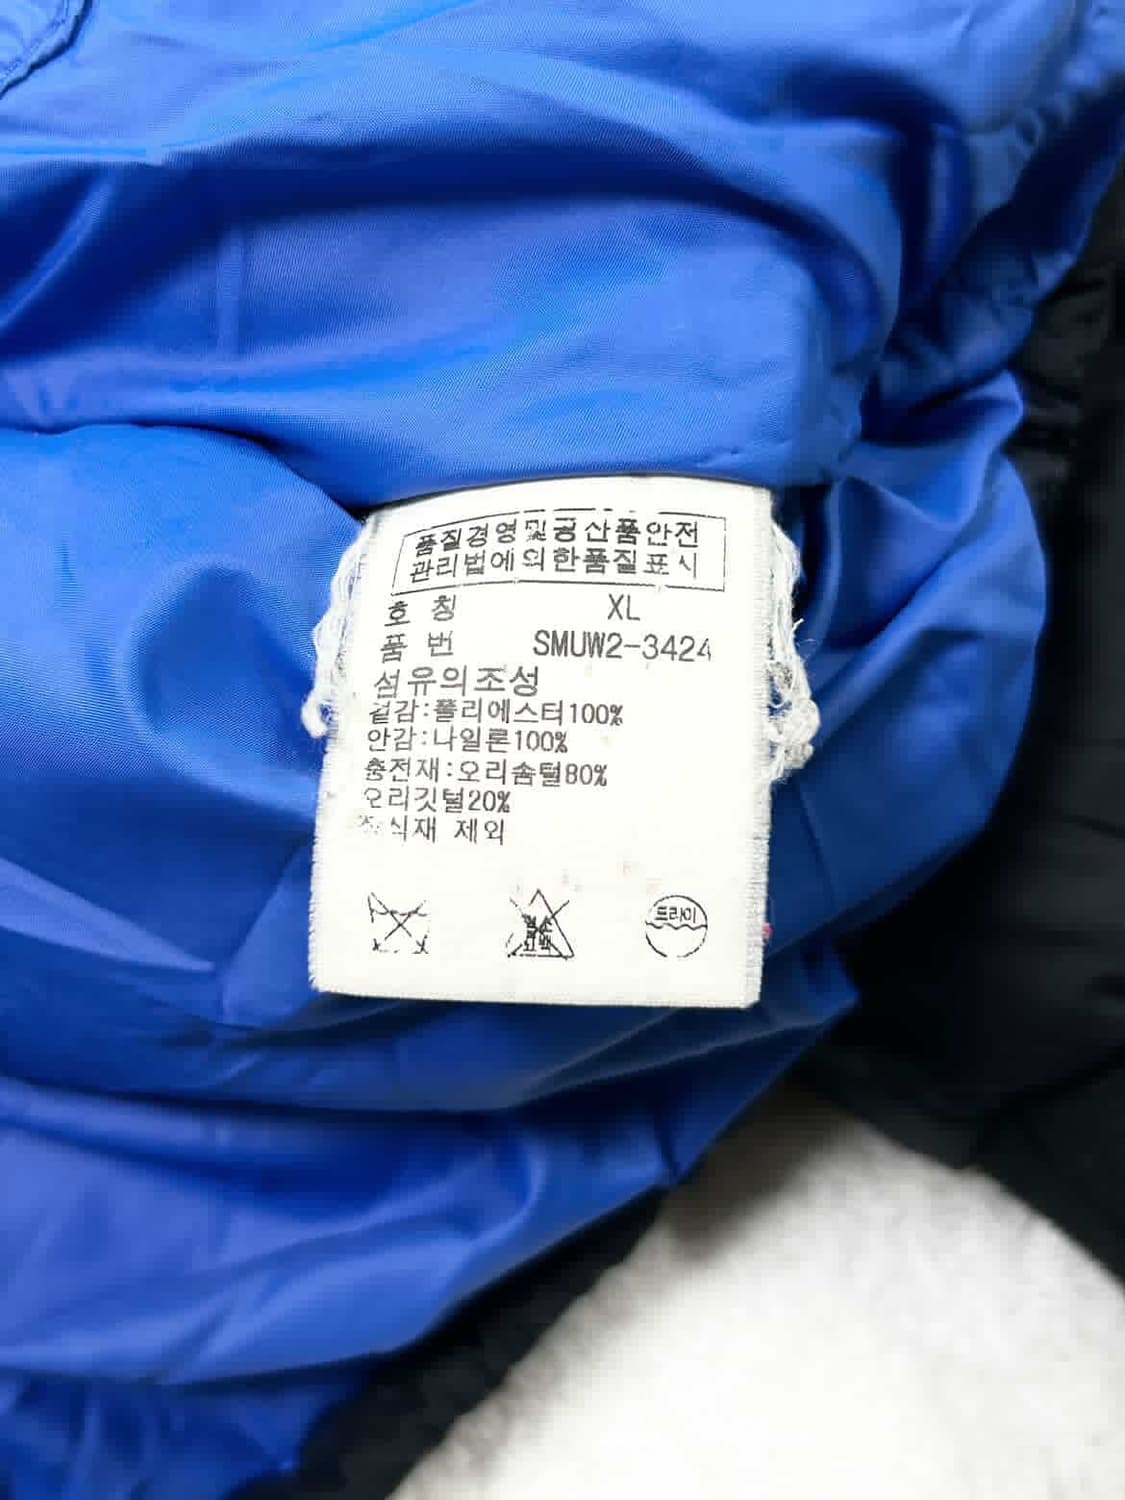 품질경영및공산품안전
관리법에의한품질표시
호 칭 XL
품 번 SMUW2-3424
섬유의조성
겉감:폴리에스터100%
안감:나일론100%
충전재:오리솜털80%
오리깃털20%
장식재 제외
드라이